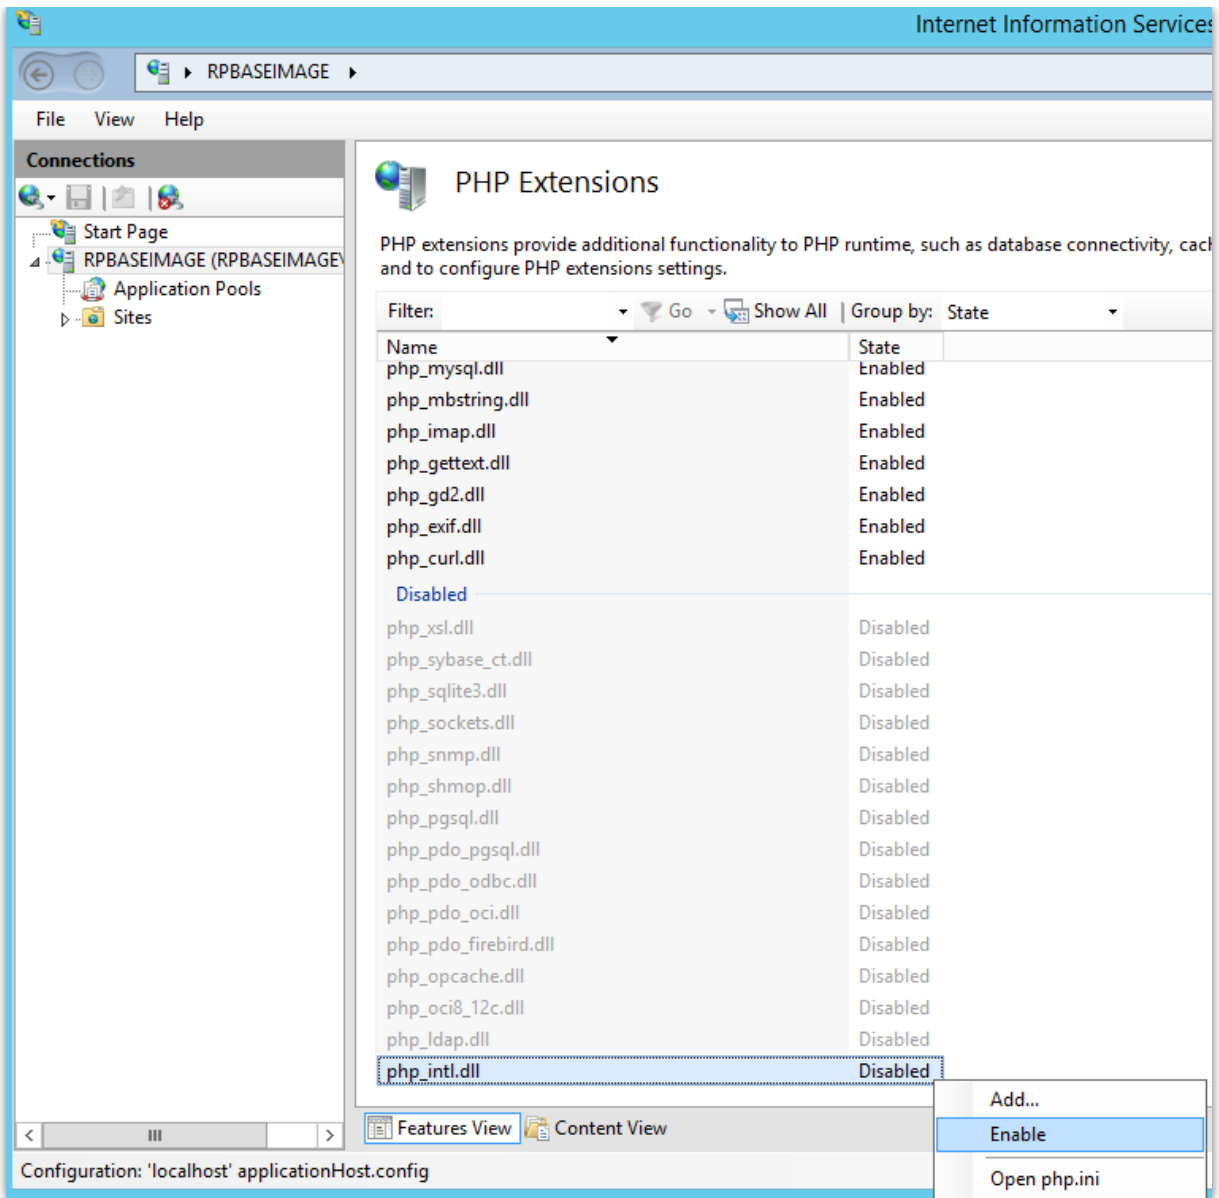 Internet Information Services
RPBASEIMAGE
File View Help
Connections
Start Page
RPBASEIMAGE (RPBASEIMAGE\
Application Pools
Sites
PHP Extensions
PHP extensions provide additional functionality to PHP runtime, such as database connectivity, cach
and to configure PHP extensions settings.
Filter: Go Show All Group by: State
Name State
php_mysql.dll Enabled
php_mbstring.dll Enabled
php_imap.dll Enabled
php_gettext.dll Enabled
php_gd2.dll Enabled
php_exif.dll Enabled
php_curl.dll Enabled
Disabled
php_xsl.dll Disabled
php_sybase_ct.dll Disabled
php_sqlite3.dll Disabled
php_sockets.dll Disabled
php_snmp.dll Disabled
php_shmop.dll Disabled
php_pgsql.dll Disabled
php_pdo_pgsql.dll Disabled
php_pdo_odbc.dll Disabled
php_pdo_oci.dll Disabled
php_pdo_firebird.dll Disabled
php_opcache.dll Disabled
php_oci8_12c.dll Disabled
php_ldap.dll Disabled
php_intl.dll Disabled
Add...
Enable
Open php.ini
Features View Content View
Configuration: 'localhost' applicationHost.config